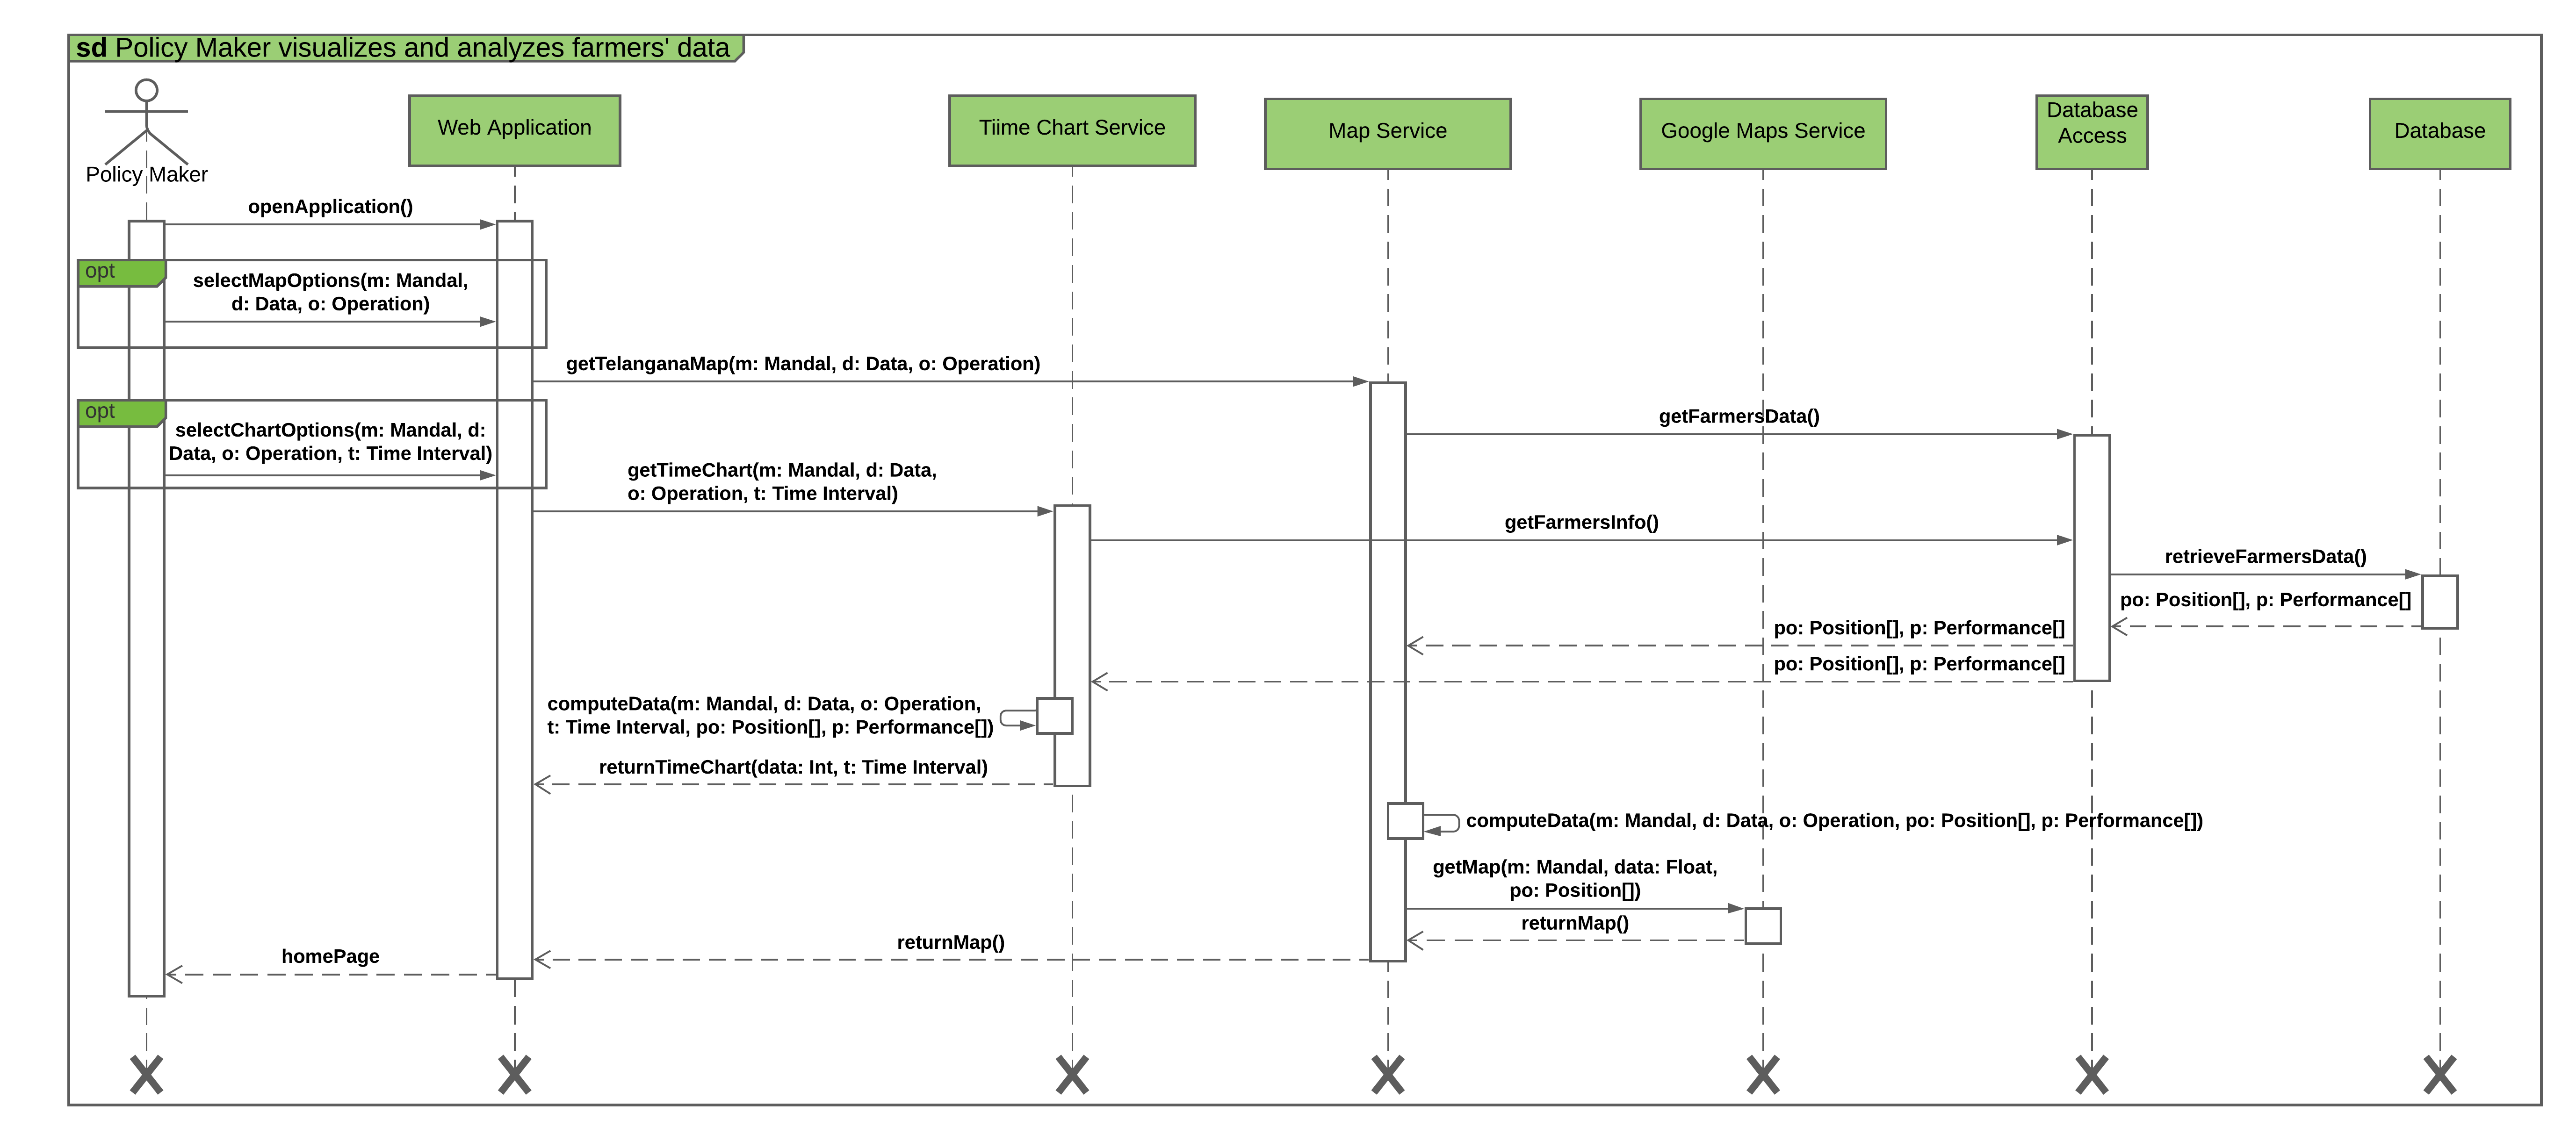 sd Policy Maker visualizes and analyzes farmers' data
Policy Maker
Web Application
Tiime Chart Service
Map Service
Google Maps Service
Database
Access
Database
openApplication()
opt
selectMapOptions(m: Mandal,
d: Data, o: Operation)
getTelanganaMap(m: Mandal, d: Data, o: Operation)
opt
selectChartOptions(m: Mandal, d:
Data, o: Operation, t: Time Interval)
getFarmersData()
getTimeChart(m: Mandal, d: Data,
o: Operation, t: Time Interval)
getFarmersInfo()
retrieveFarmersData()
po: Position[], p: Performance[]
po: Position[], p: Performance[]
po: Position[], p: Performance[]
computeData(m: Mandal, d: Data, o: Operation,
t: Time Interval, po: Position[], p: Performance[])
returnTimeChart(data: Int, t: Time Interval)
computeData(m: Mandal, d: Data, o: Operation, po: Position[], p: Performance[])
getMap(m: Mandal, data: Float,
po: Position[])
returnMap()
returnMap()
homePage